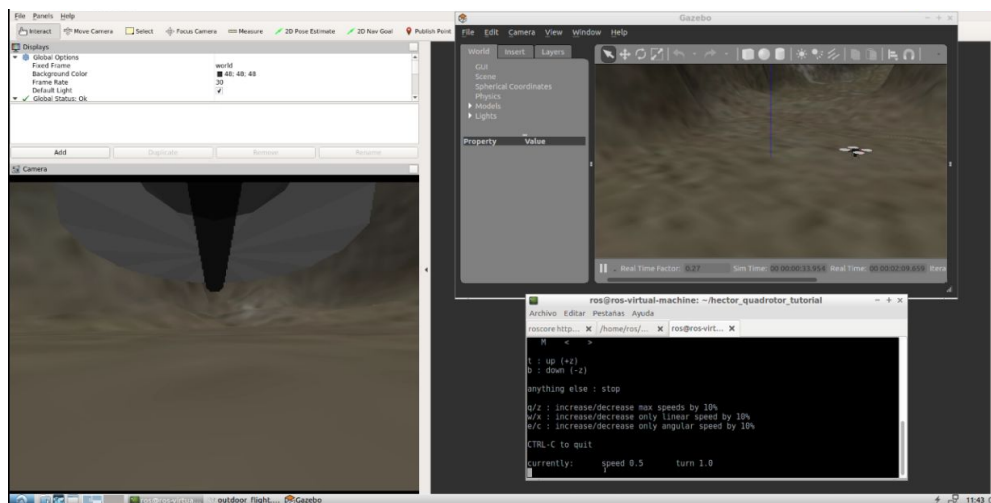 File Panels Help
Interact Move Camera Select Focus Camera Measure 2D Pose Estimate 2D Nav Goal Publish Point
Displays
Global Options
Fixed Frame world
Background Color 48; 48; 48
Frame Rate 30
Default Light
Global Status: Ok
Add Duplicate Remove Rename
Camera
Gazebo
File Edit Camera View Window Help
World Insert Layers
GUI
Scene
Spherical Coordinates
Physics
Models
Lights
Property Value
Real Time Factor: 0.27 Sim Time: 00 00:00:33.954 Real Time: 00 00:02:09.659 Itera
ros@ros-virtual-machine: ~/hector_quadrotor_tutorial
Archivo Editar Pestañas Ayuda
roscore http... /home/ros/... ros@ros-virt...
M < >
t : up (+z)
b : down (-z)
anything else : stop
q/z : increase/decrease max speeds by 10%
w/x : increase/decrease only linear speed by 10%
e/c : increase/decrease only angular speed by 10%
CTRL-C to quit
currently: speed 0.5 turn 1.0
outdoor_flight.... Gazebo
11:43